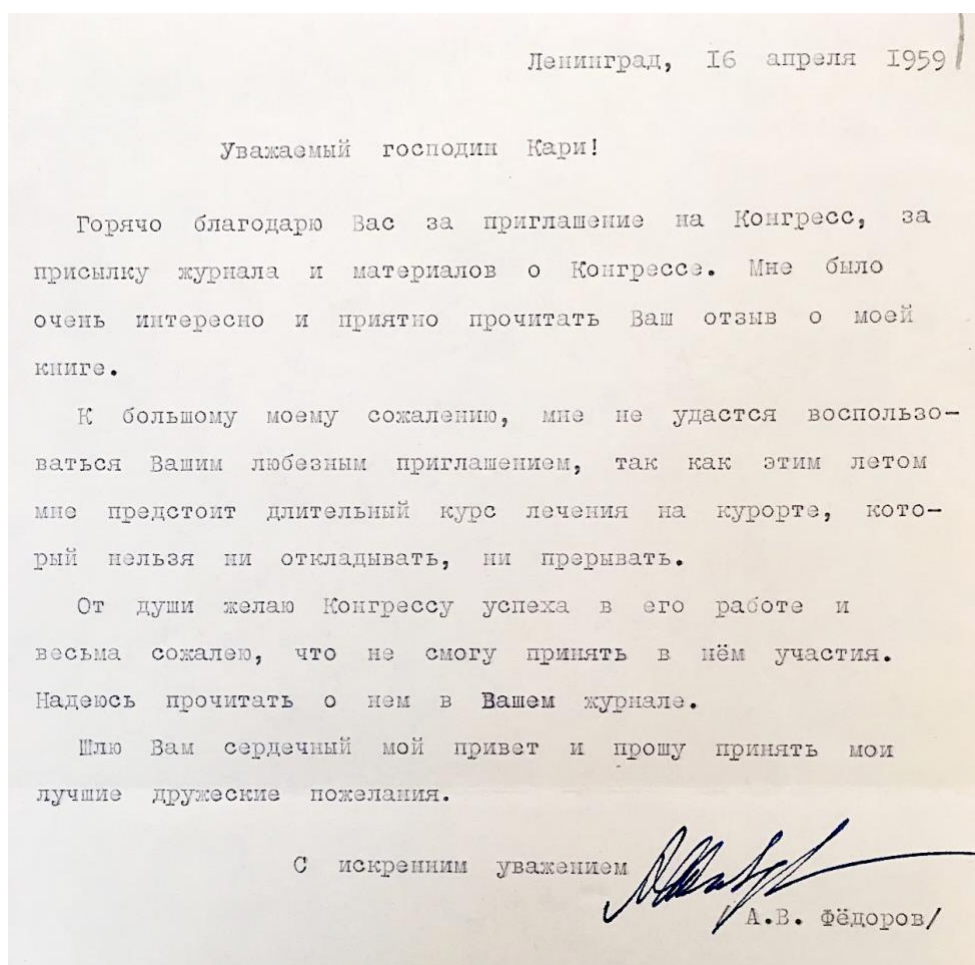 Ленинград, 16 апреля 1959
Уважаемый господин Кари!
Горячо благодарю Вас за приглашение на Конгресс, за
присылку журнала и материалов о Конгрессе. Мне было
очень интересно и приятно прочитать Ваш отзыв о моей
книге.
К большому моему сожалению, мне не удастся воспользо-
ваться Вашим любезным приглашением, так как этим летом
мне предстоит длительный курс лечения на курорте, кото-
рый нельзя ни откладывать, ни прерывать.
От души желаю Конгрессу успеха в его работе и
весьма сожалею, что не смогу принять в нём участия.
Надеюсь прочитать о нем в Вашем журнале.
Шлю Вам сердечный мой привет и прошу принять мои
лучшие дружеские пожелания.
С искренним уважением
/А.В. Фёдоров/